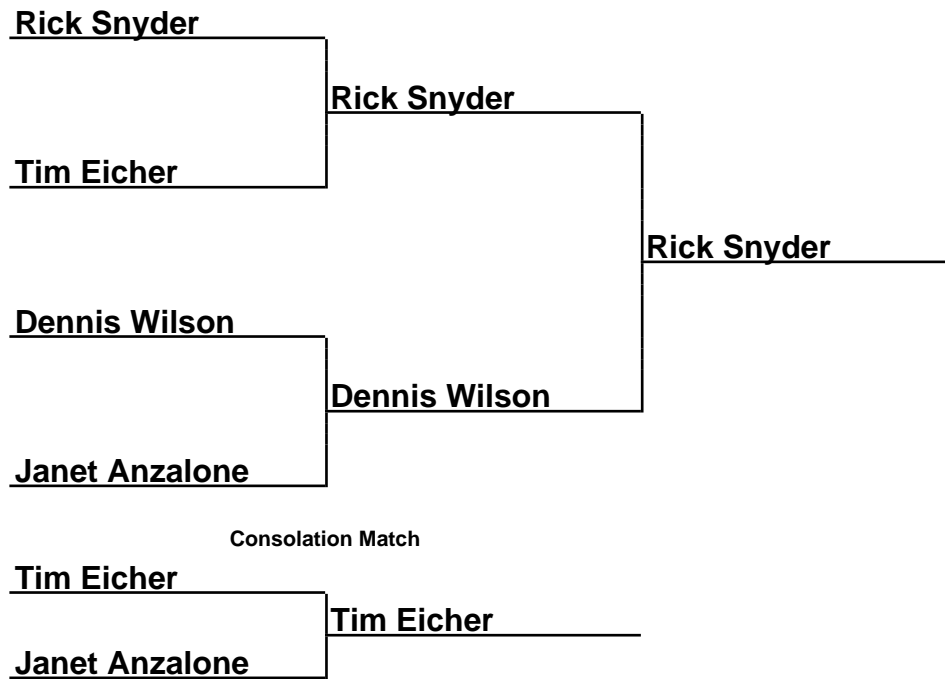 Rick Snyder
Rick Snyder
Tim Eicher
Rick Snyder
Dennis Wilson
Dennis Wilson
Janet Anzalone
Consolation Match
Tim Eicher
Tim Eicher
Janet Anzalone